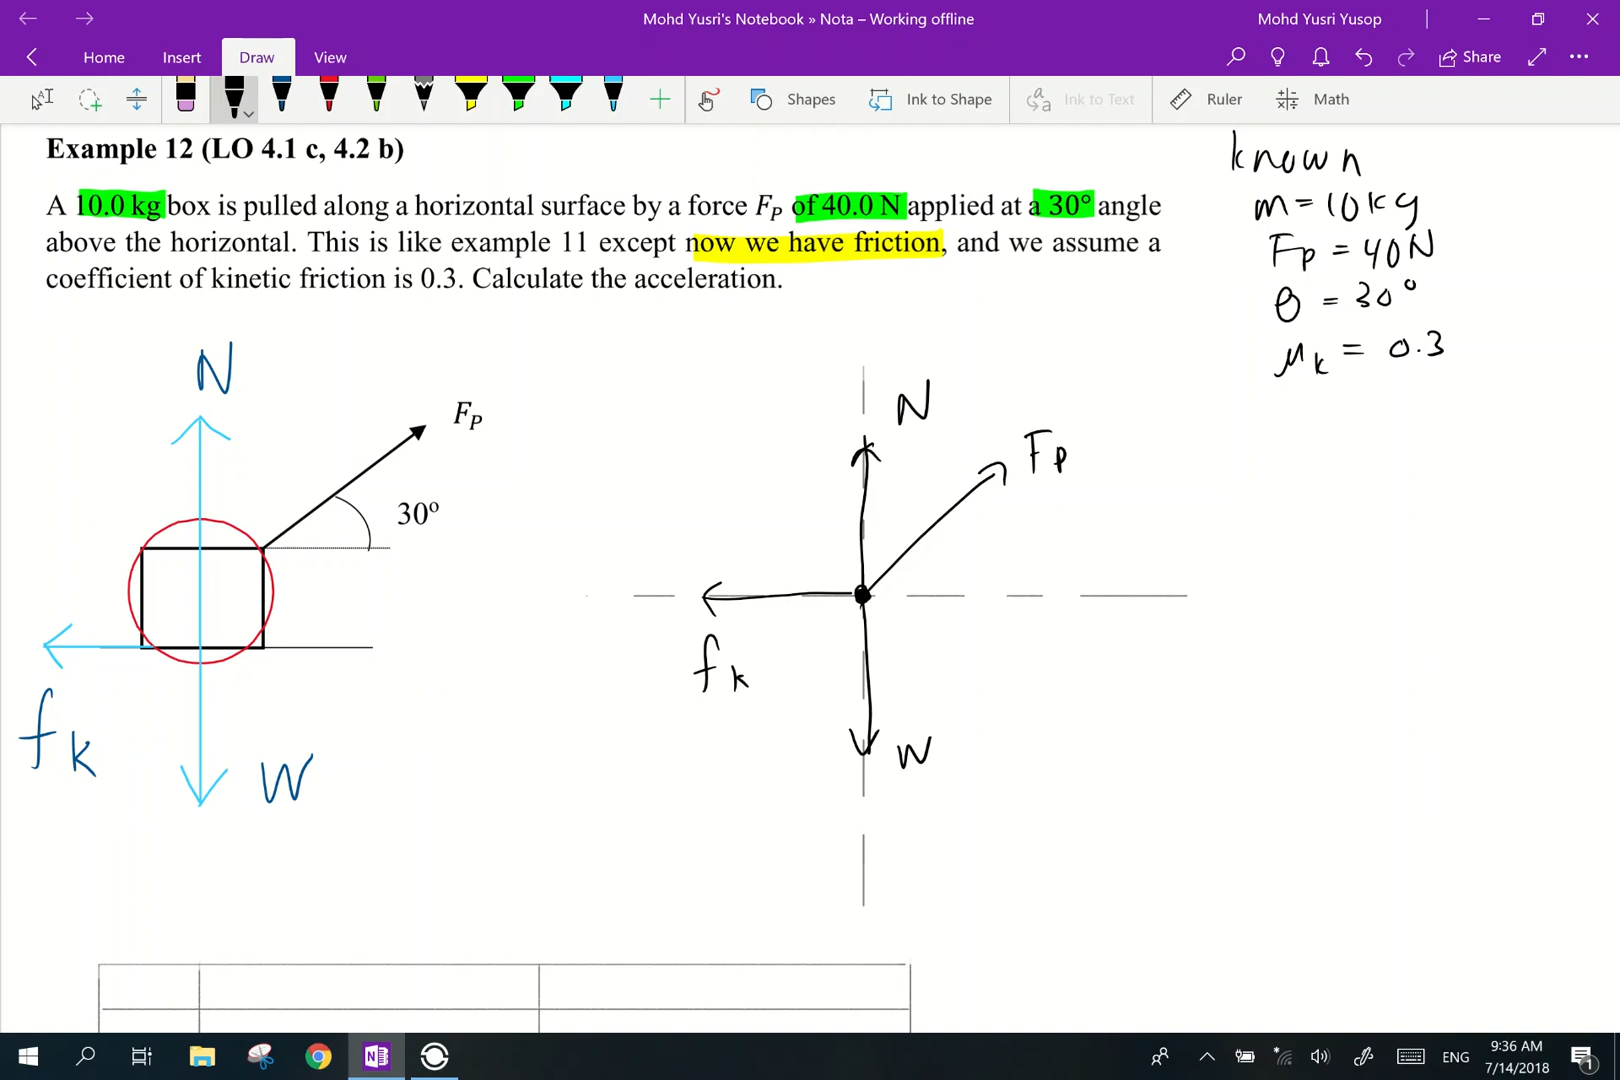 Mohd Yusri's Notebook » Nota – Working offline
Mohd Yusri Yusop
Home Insert Draw View
Share
Shapes Ink to Shape Ink to Text Ruler Math
Example 12 (LO 4.1 c, 4.2 b)
A 10.0 kg box is pulled along a horizontal surface by a force FP of 40.0 N applied at a 30° angle
above the horizontal. This is like example 11 except now we have friction, and we assume a
coefficient of kinetic friction is 0.3. Calculate the acceleration.
known
m = 10kg
Fp = 40N
θ = 30°
μk = 0.3
N
FP
30º
fk
W
N
Fp
fk
W
ENG
9:36 AM
7/14/2018
1